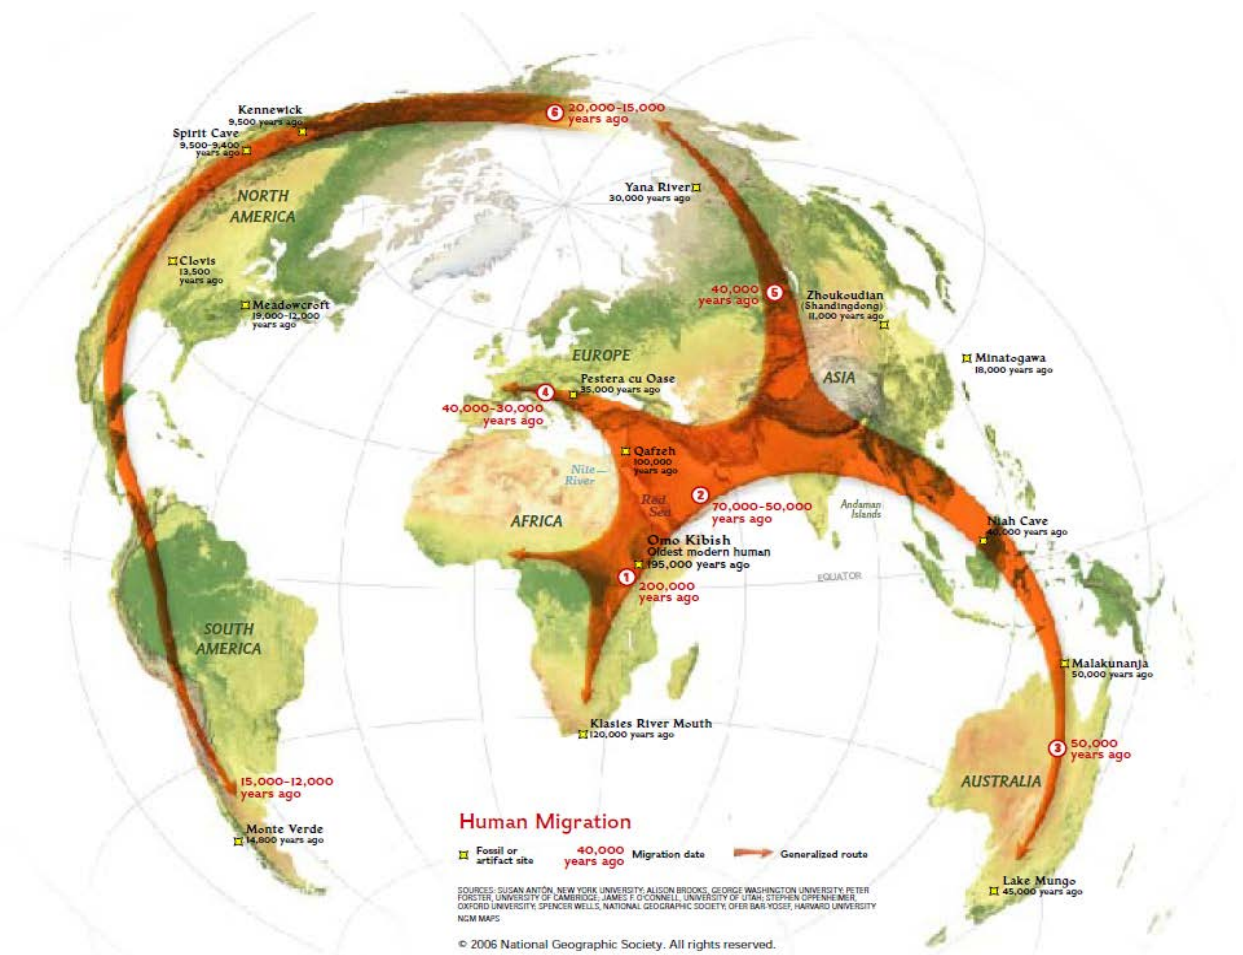 Kennewick
9,500 years ago
Spirit Cave
9,500-9,400
years ago
6
20,000-15,000
years ago
NORTH
AMERICA
Yana River
30,000 years ago
Clovis
13,500
years ago
Meadowcroft
19,000-12,000
years ago
40,000
years ago
5
Zhoukoudian
(Shandingdong)
11,000 years ago
Minatogawa
18,000 years ago
EUROPE
ASIA
Pestera cu Oase
35,000 years ago
4
40,000-30,000
years ago
Qafzeh
100,000
years ago
Nile
River
Red
Sea
2
70,000-50,000
years ago
Andaman
Islands
AFRICA
Niah Cave
40,000 years ago
Omo Kibish
Oldest modern human
195,000 years ago
1
200,000
years ago
EQUATOR
SOUTH
AMERICA
Malakunanja
50,000 years ago
Klasies River Mouth
120,000 years ago
3
50,000
years ago
AUSTRALIA
15,000-12,000
years ago
Monte Verde
14,800 years ago
Lake Mungo
45,000 years ago
Human Migration
Fossil or
artifact site
40,000
years ago
Migration date
Generalized route
SOURCES: SUSAN ANTÓN, NEW YORK UNIVERSITY; ALISON BROOKS, GEORGE WASHINGTON UNIVERSITY; PETER
FORSTER, UNIVERSITY OF CAMBRIDGE; JAMES F. O'CONNELL, UNIVERSITY OF UTAH; STEPHEN OPPENHEIMER,
OXFORD UNIVERSITY; SPENCER WELLS, NATIONAL GEOGRAPHIC SOCIETY; OFER BAR-YOSEF, HARVARD UNIVERSITY
NGM MAPS
© 2006 National Geographic Society. All rights reserved.